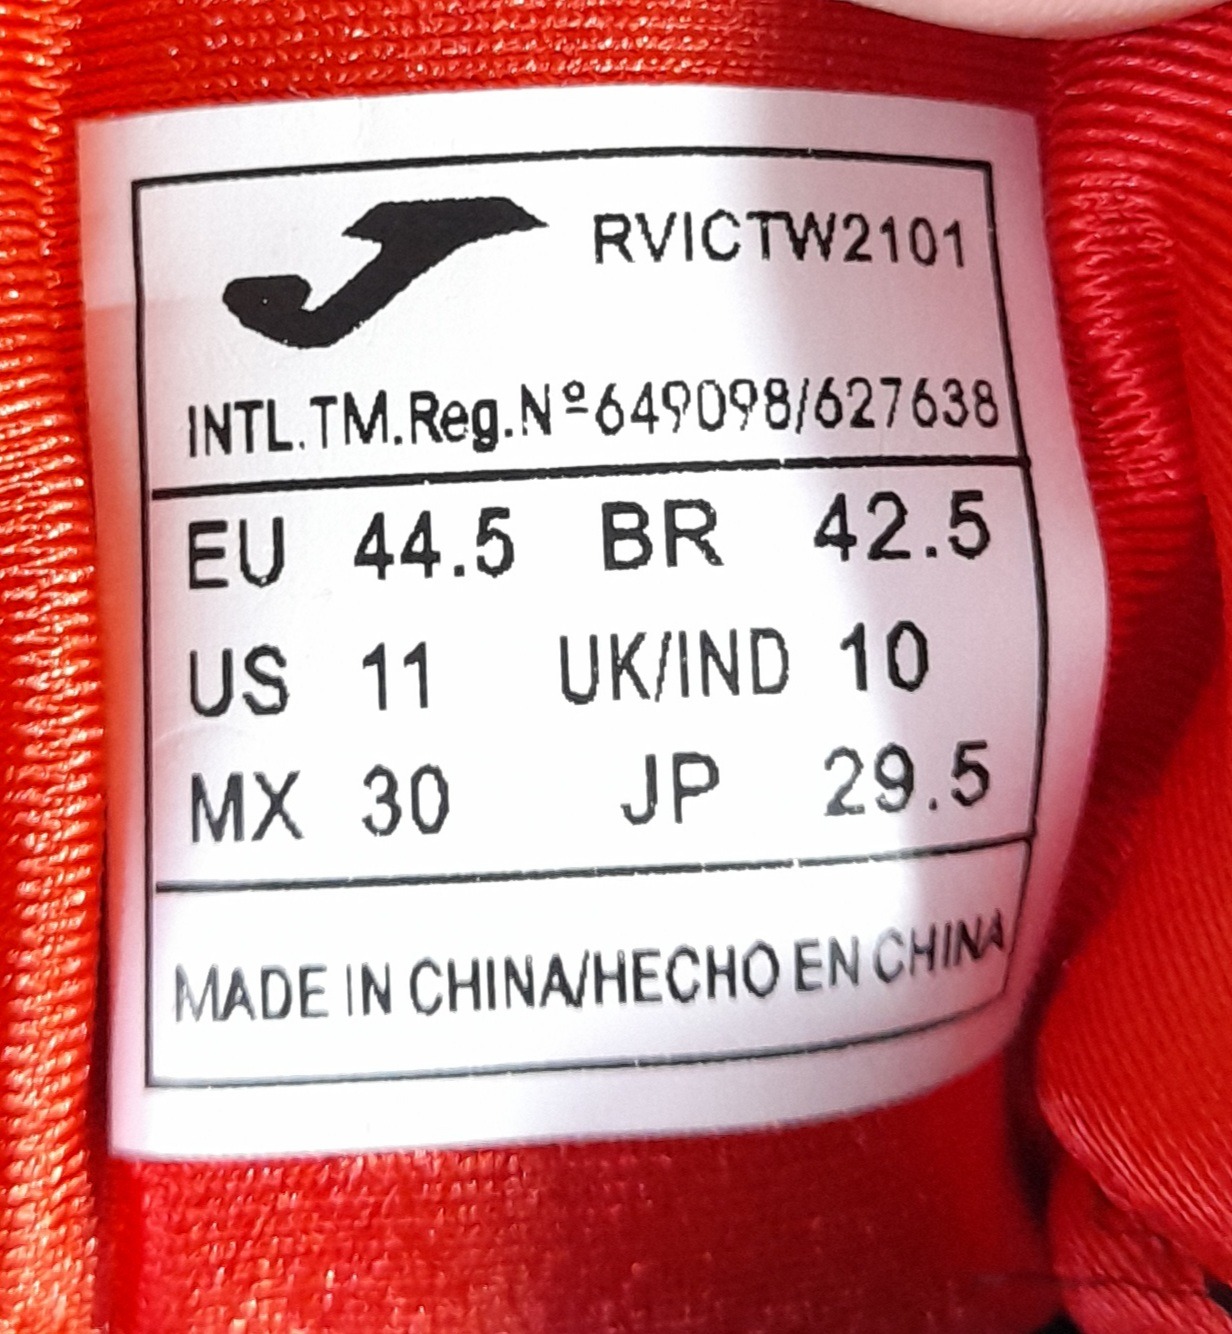 RVICTW2101
INTL.TM.Reg.Nº649098/627638
EU 44.5 BR 42.5
US 11 UK/IND 10
MX 30 JP 29.5
MADE IN CHINA/HECHO EN CHINA